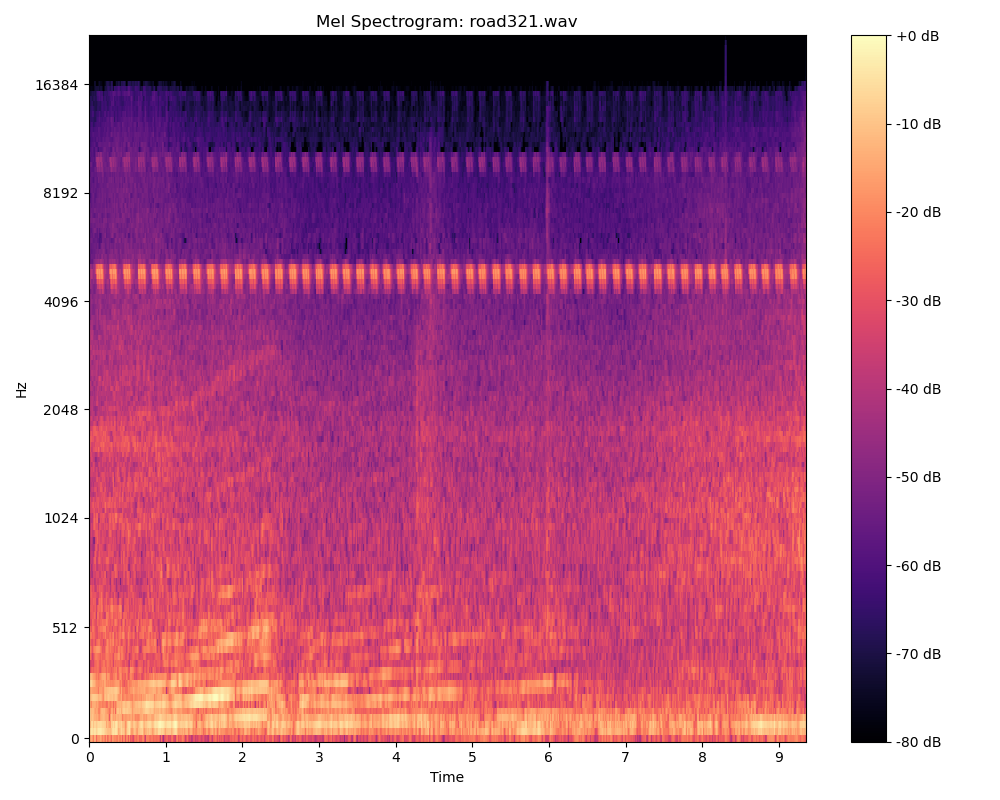 Mel Spectrogram: road321.wav
Hz
16384
8192
4096
2048
1024
512
0
0 1 2 3 4 5 6 7 8 9
Time
+0 dB
-10 dB
-20 dB
-30 dB
-40 dB
-50 dB
-60 dB
-70 dB
-80 dB